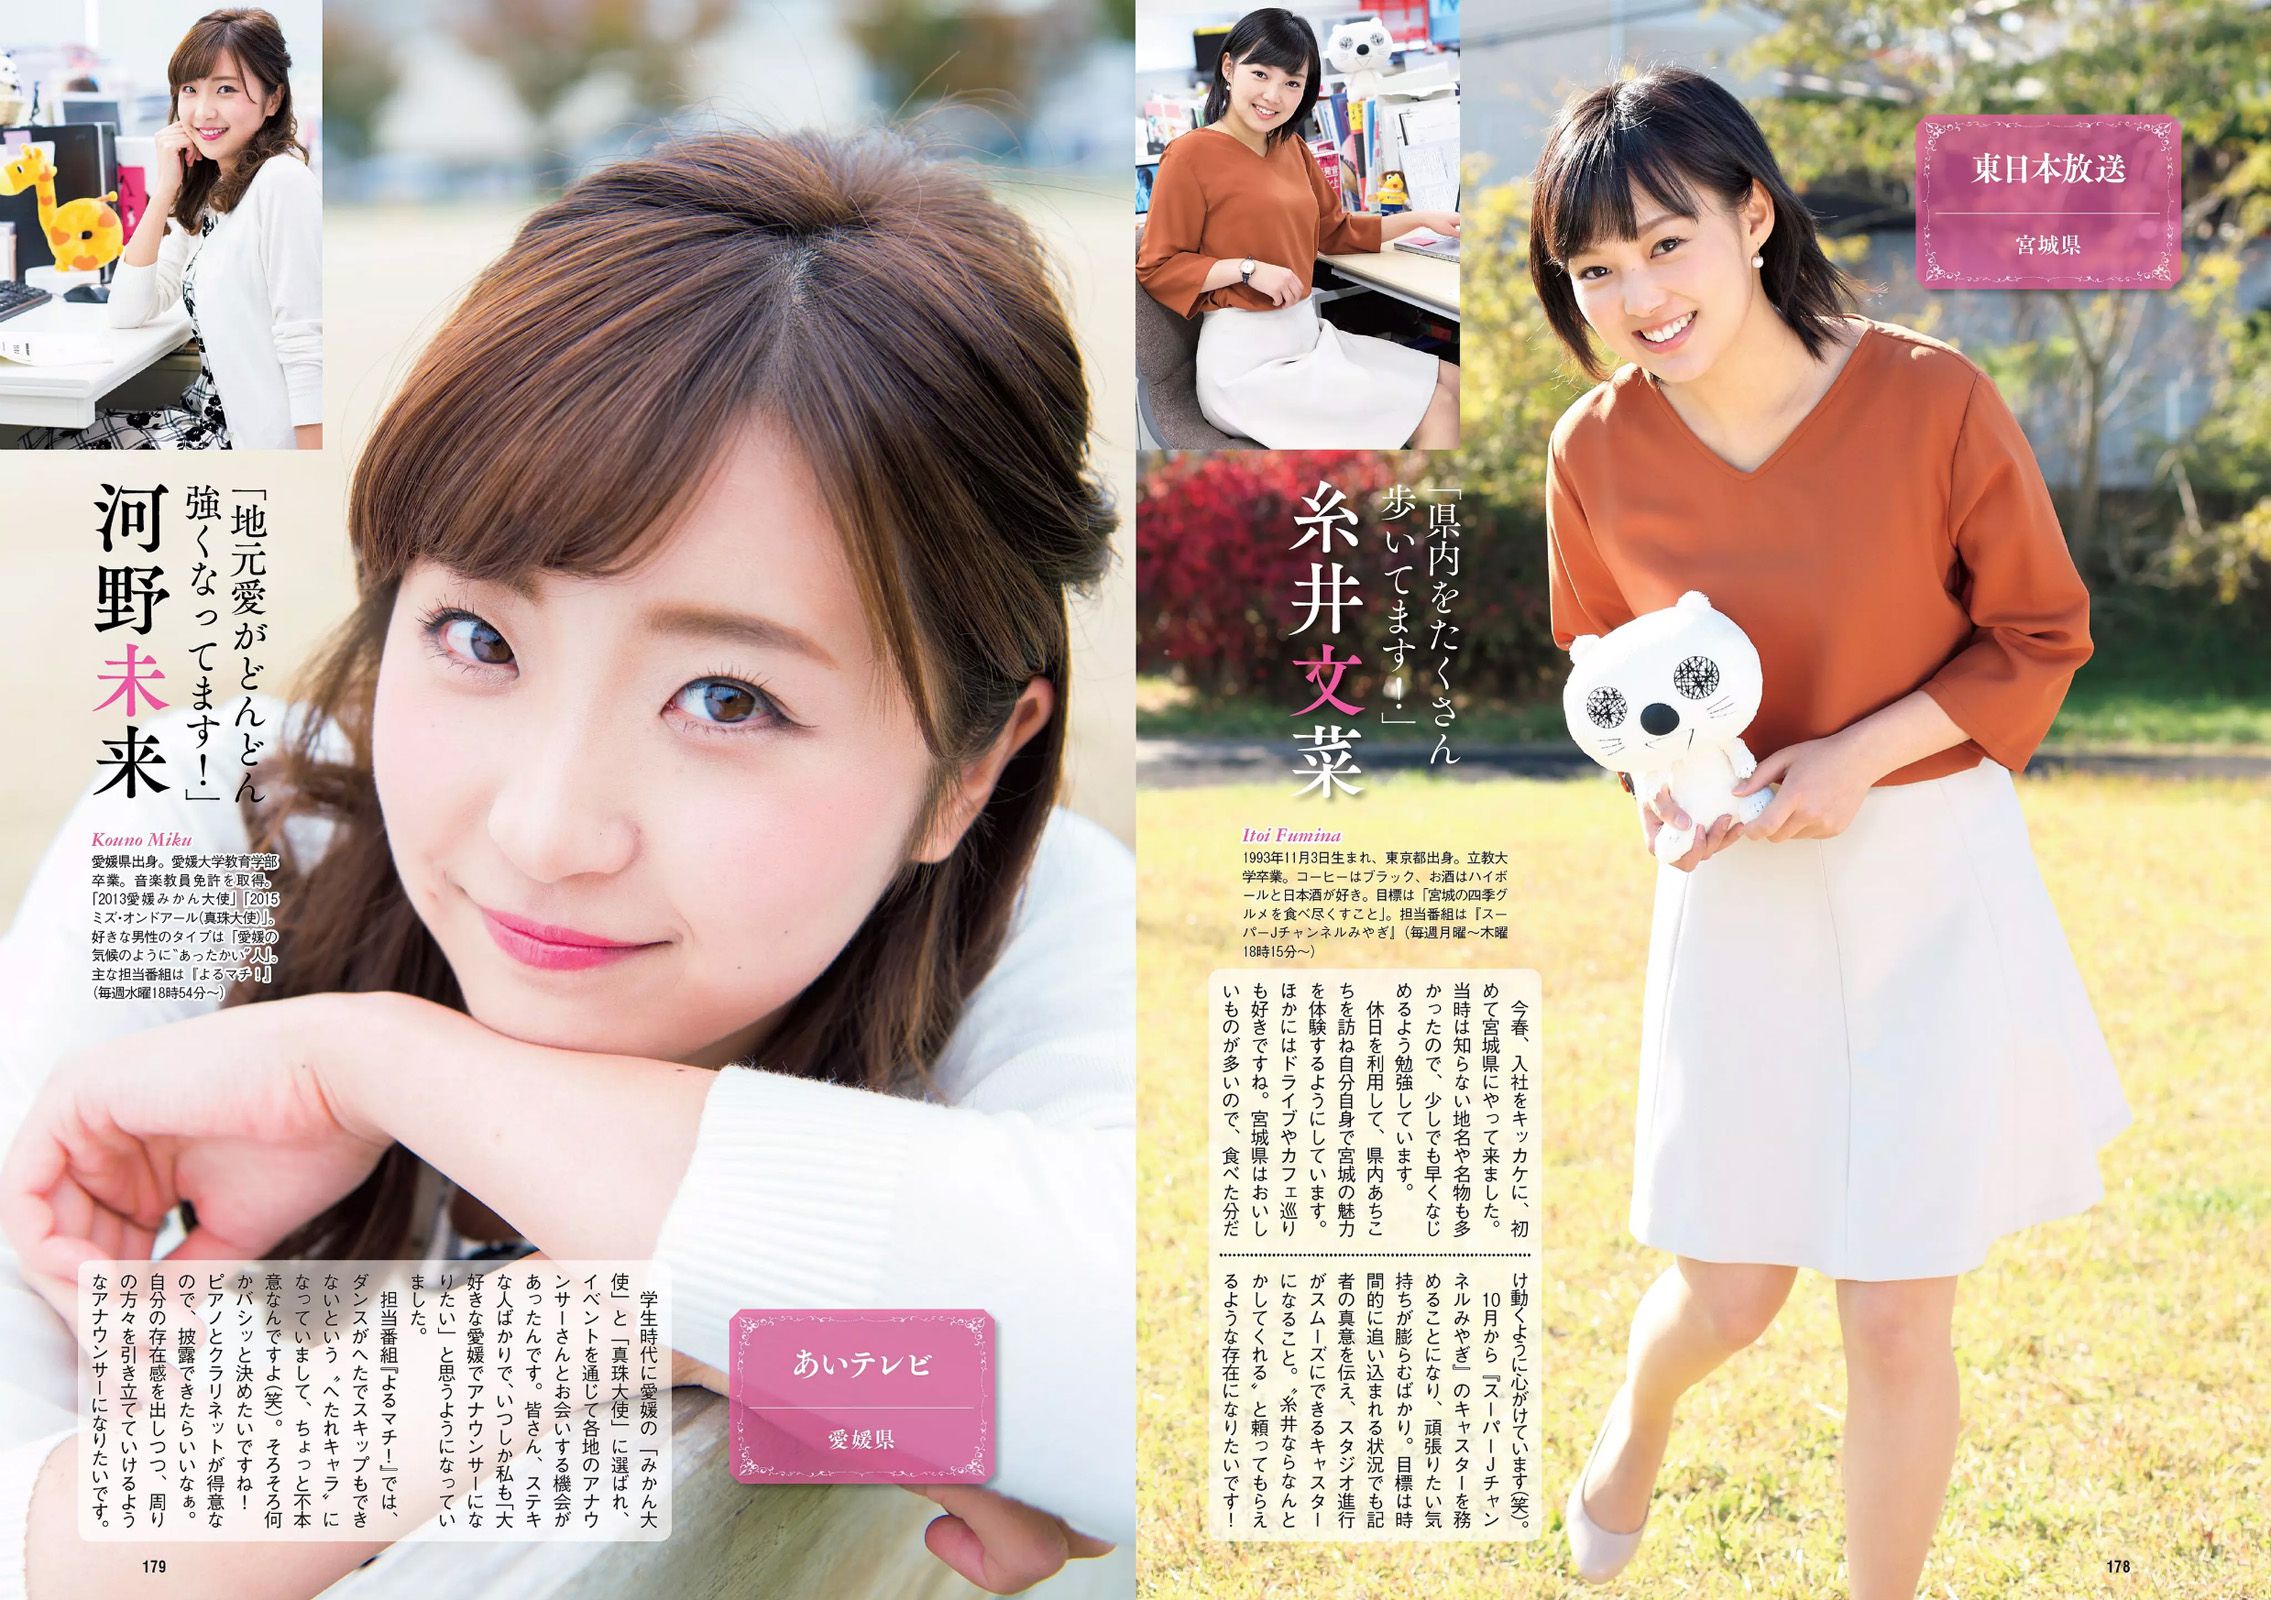 東日本放送
宮城県
「県内をたくさん
歩いてます!」
糸井文菜
Itoi Fumina
1993年11月3日生まれ、東京都出身。立教大
学卒業。コーヒーはブラック、お酒はハイボ
ールと日本酒が好き。目標は「宮城の四季グ
ルメを食べ尽くすこと」。担当番組は『スー
パーJチャンネルみやぎ』(毎週月曜〜木曜
18時15分〜)
今春、入社をキッカケに、初
めて宮城県にやって来ました。
当時は知らない地名や名物も多
かったので、少しでも早くなじ
めるよう勉強しています。
休日を利用して、県内あちこ
ちを訪ね自分自身で宮城の魅力
を体験するようにしています。
ほかにはドライブやカフェ巡り
も好きですね。宮城県はおいし
いものが多いので、食べた分だ
け動くように心がけています(笑)。
10月から『スーパーJチャン
ネルみやぎ』のキャスターを務
めることになり、頑張りたい気
持ちが膨らむばかり。目標は時
間的に追い込まれる状況でも記
者の真意を伝え、スタジオ進行
がスムーズにできるキャスター
になること。〝糸井ならなんと
かしてくれる〟と頼ってもらえ
るような存在になりたいです!
178
「地元愛がどんどん
強くなってます!」
河野未来
Kouno Miku
愛媛県出身。愛媛大学教育学部
卒業。音楽教員免許を取得。
「2013愛媛みかん大使」「2015
ミズ・オンドアール(真珠大使)」。
好きな男性のタイプは「愛媛の
気候のように〝あったかい〟人」。
主な担当番組は『よるマチ!』
(毎週水曜18時54分〜)
学生時代に愛媛の「みかん大
使」と「真珠大使」に選ばれ、
イベントを通じて各地のアナウ
ンサーさんとお会いする機会が
あったんです。皆さん、ステキ
な人ばかりで、いつしか私も「大
好きな愛媛でアナウンサーにな
りたい」と思うようになってい
ました。
担当番組『よるマチ!』では、
ダンスがへたでスキップもでき
ないという〝へたれキャラ〟に
なっていまして、ちょっと不本
意なんですよ(笑)。そろそろ何
かバシッと決めたいですね!
ピアノとクラリネットが得意な
ので、披露できたらいいなぁ。
自分の存在感を出しつつ、周り
の方々を引き立てていけるよう
なアナウンサーになりたいです。
あいテレビ
愛媛県
179